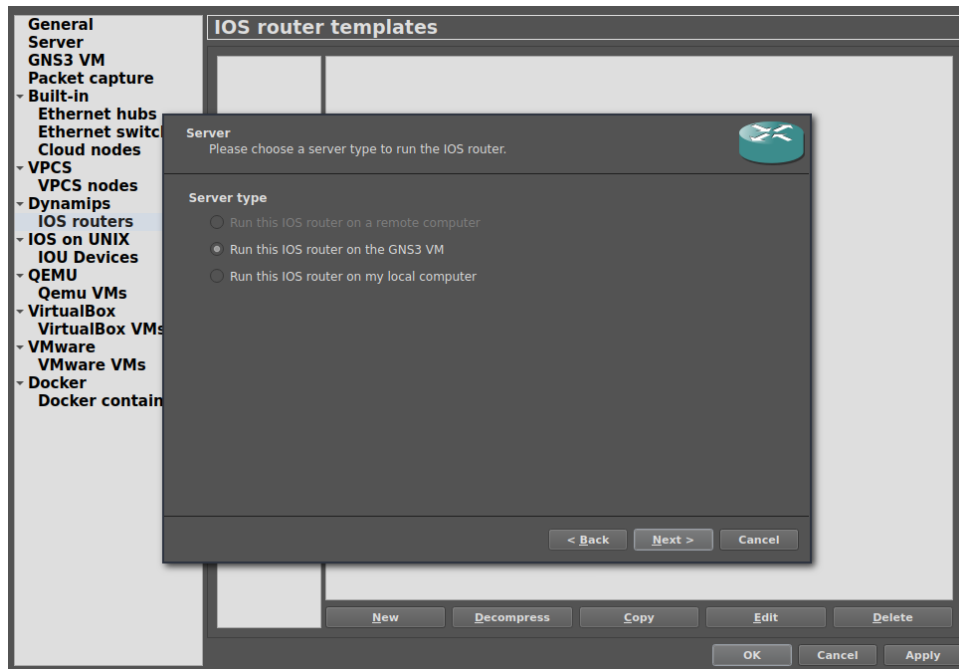 General
Server
GNS3 VM
Packet capture
Built-in
Ethernet hubs
Ethernet switc
Cloud nodes
VPCS
VPCS nodes
Dynamips
IOS routers
IOS on UNIX
IOU Devices
QEMU
Qemu VMs
VirtualBox
VirtualBox VMs
VMware
VMware VMs
Docker
Docker contain
IOS router templates
Server
Please choose a server type to run the IOS router.
Server type
Run this IOS router on a remote computer
Run this IOS router on the GNS3 VM
Run this IOS router on my local computer
< Back Next > Cancel
New Decompress Copy Edit Delete
OK Cancel Apply